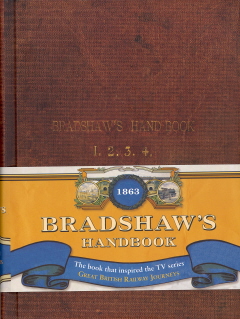 BRADSHAW'S HAND BOOK
1. 2. 3. 4.
1863
BRADSHAW'S
HANDBOOK
The book that inspired the TV series
GREAT BRITISH RAILWAY JOURNEYS